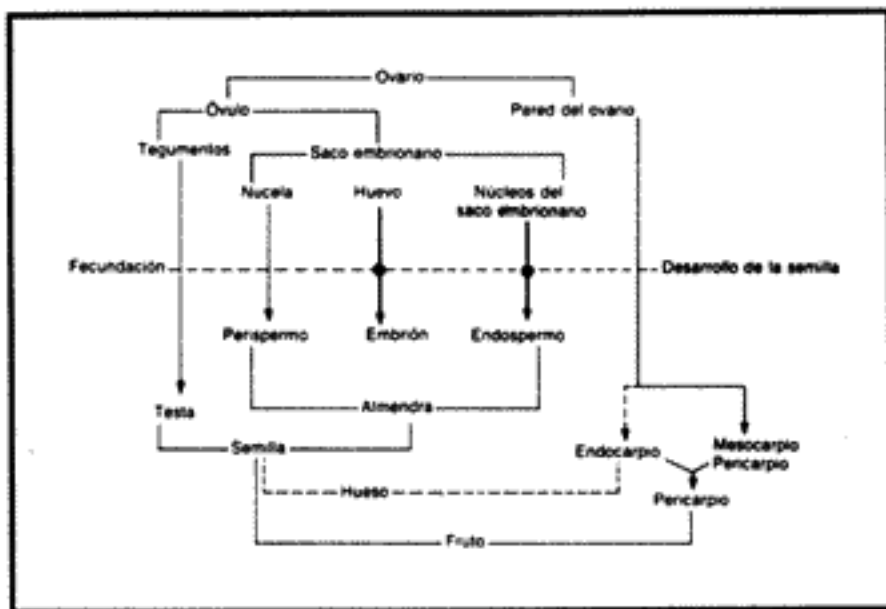 Ovario
Óvulo
Pared del ovario
Tegumentos
Saco embrionano
Nucela
Huevo
Núcleos del
saco embrionano
Fecundación
Desarrollo de la semilla
Perispermo
Embrión
Endospermo
Testa
Almendra
Semilla
Endocarpio
Mesocarpio
Pericarpio
Hueso
Pericarpio
Fruto